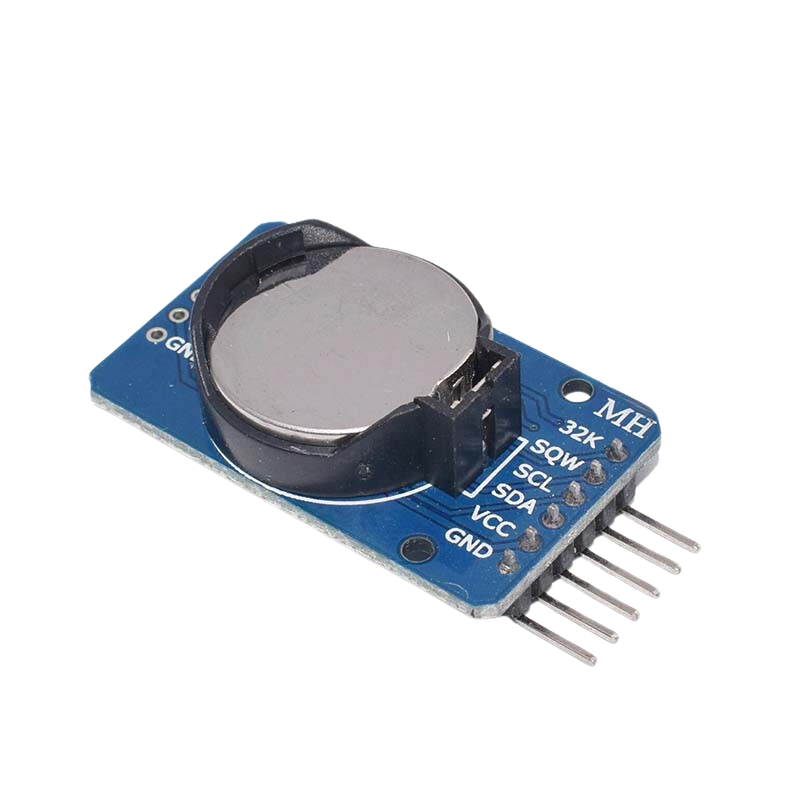 MH
32K
SQW
SCL
SDA
VCC
GND